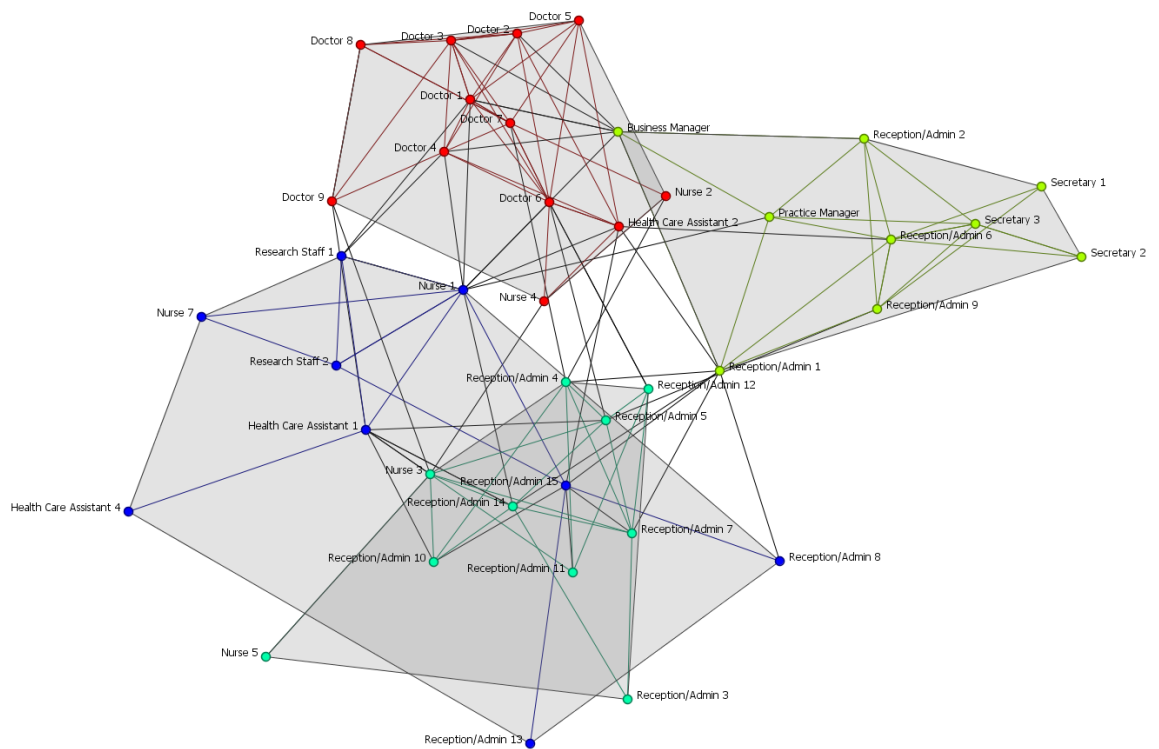 Doctor 5
Doctor 2
Doctor 3
Doctor 8
Doctor 1
Doctor 7
Business Manager
Reception/Admin 2
Doctor 4
Secretary 1
Nurse 2
Doctor 9
Doctor 6
Practice Manager
Secretary 3
Health Care Assistant 2
Reception/Admin 6
Research Staff 1
Secretary 2
Nurse 1
Nurse 4
Reception/Admin 9
Nurse 7
Research Staff 2
Reception/Admin 1
Reception/Admin 4
Reception/Admin 12
Reception/Admin 5
Health Care Assistant 1
Nurse 3
Reception/Admin 15
Reception/Admin 14
Health Care Assistant 4
Reception/Admin 7
Reception/Admin 10
Reception/Admin 8
Reception/Admin 11
Nurse 5
Reception/Admin 3
Reception/Admin 13